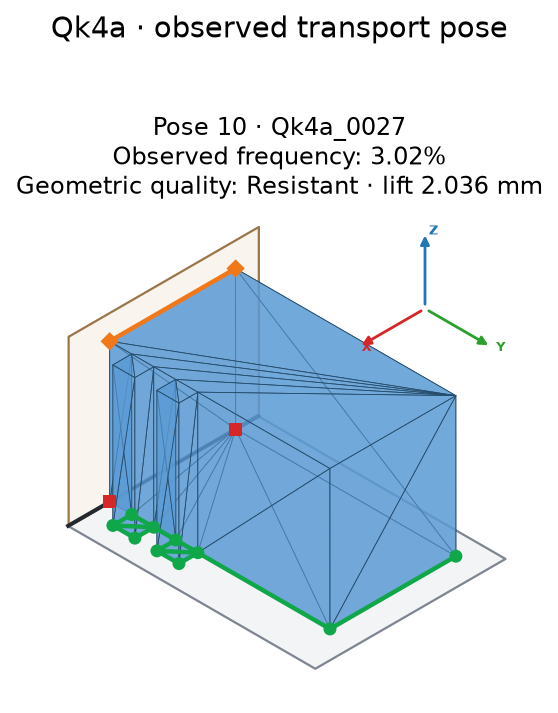 Qk4a · observed transport pose
Pose 10 · Qk4a_0027
Observed frequency: 3.02%
Geometric quality: Resistant · lift 2.036 mm
Z
X
Y